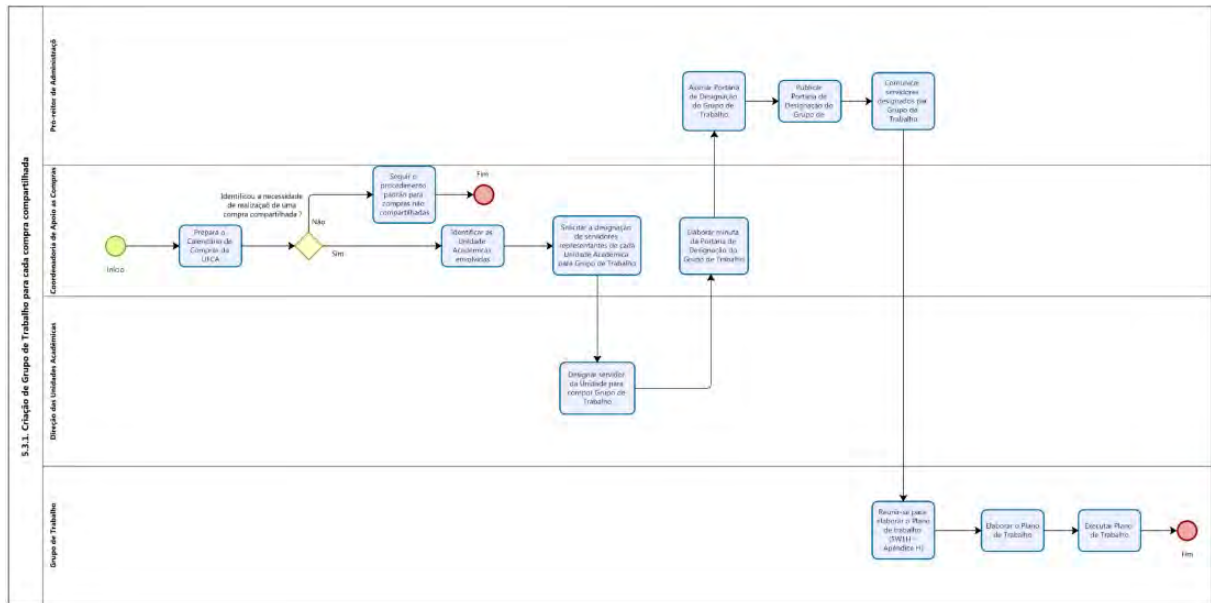 5.3.1. Criação de Grupo de Trabalho para cada compra compartilhada
Pró-reitor de Administraçã
Assinar Portaria
de Designação
do Grupo de
Trabalho
Publicar
Portaria de
Designação do
Grupo de
Comunicar
servidores
designados par
Grupo de
Trabalho
Coordenadoria de Apoio as Compras
Início
Prepara o
Calendário de
Compras da
UFCA
Identificou a necessidade
de realização de uma
compra compartilhada ?
Não
Sim
Seguir o
procedimento
padrão para
compras não
compartilhadas
Fim
Identificar as
Unidade
Acadêmicas
envolvidas
Solicitar a designação
de servidores
representantes de cada
Unidade Acadêmica
para Grupo de Trabalho
Elaborar minuta
da Portaria de
Designação do
Grupo de Trabalho
Direção das Unidades Acadêmicas
Designar servidor
da Unidade para
compor Grupo de
Trabalho
Grupo de Trabalho
Reunir-se para
elaborar o Plano
de trabalho
(5W1H -
Apêndice H)
Elaborar o Plano
de Trabalho
Executar Plano
de Trabalho
Fim